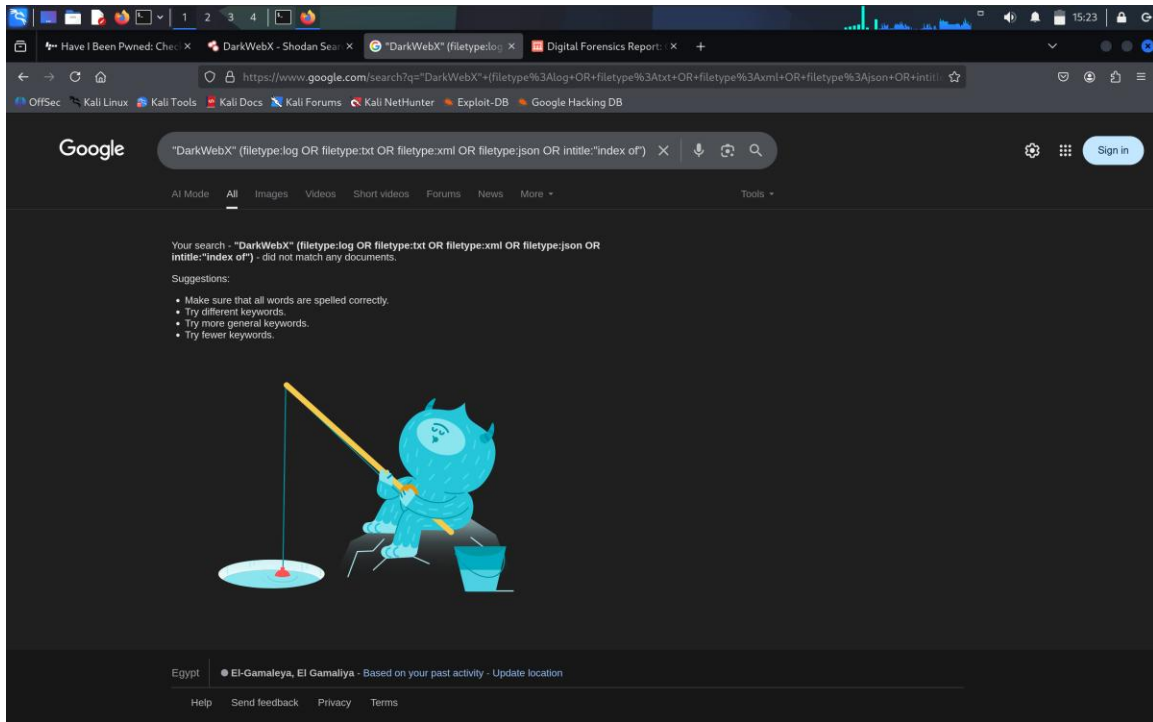 1 2 3 4
15:23
Have I Been Pwned: Chec
DarkWebX - Shodan Sear
"DarkWebX" (filetype:log
Digital Forensics Report:
https://www.google.com/search?q="DarkWebX"+(filetype%3Alog+OR+filetype%3Atxt+OR+filetype%3Axml+OR+filetype%3Ajson+OR+intitl
OffSec Kali Linux Kali Tools Kali Docs Kali Forums Kali NetHunter Exploit-DB Google Hacking DB
Google
"DarkWebX" (filetype:log OR filetype:txt OR filetype:xml OR filetype:json OR intitle:"index of")
Sign in
AI Mode All Images Videos Short videos Forums News More Tools
Your search - "DarkWebX" (filetype:log OR filetype:txt OR filetype:xml OR filetype:json OR
intitle:"index of") - did not match any documents.
Suggestions:
• Make sure that all words are spelled correctly.
• Try different keywords.
• Try more general keywords.
• Try fewer keywords.
Egypt El-Gamaleya, El Gamaliya - Based on your past activity - Update location
Help Send feedback Privacy Terms